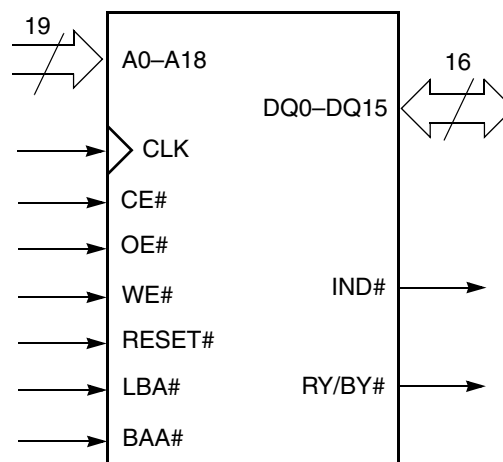 19
A0–A18
16
DQ0–DQ15
CLK
CE#
OE#
WE#
IND#
RESET#
LBA#
RY/BY#
BAA#